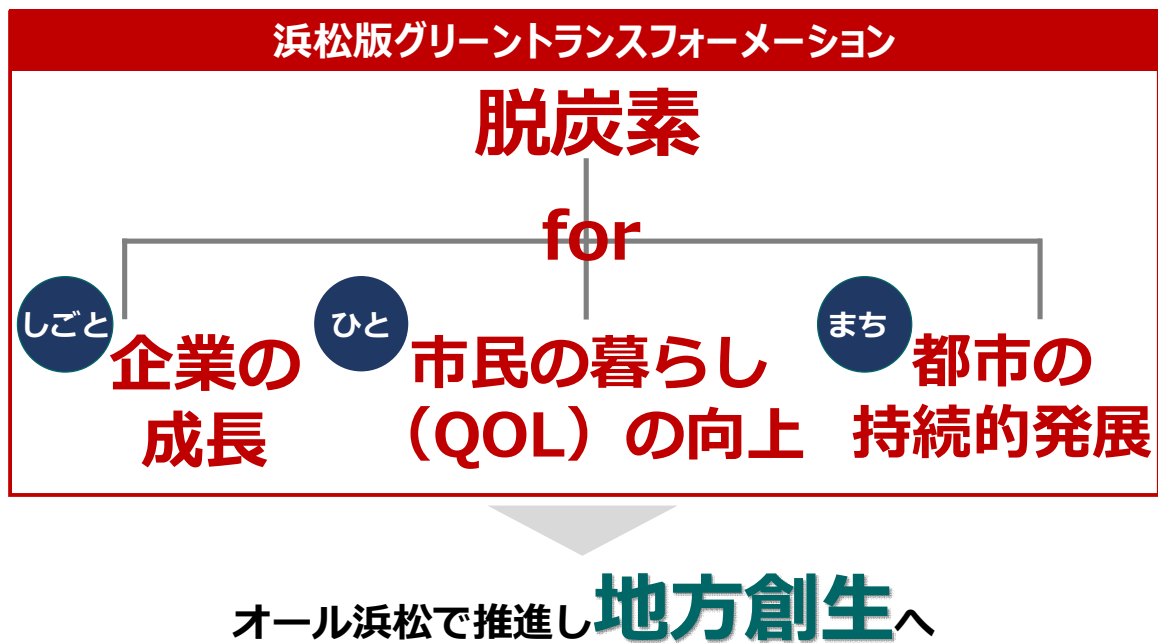 浜松版グリーントランスフォーメーション
脱炭素
for
しごと
企業の
成長
ひと
市民の暮らし
（QOL）の向上
まち
都市の
持続的発展
オール浜松で推進し地方創生へ